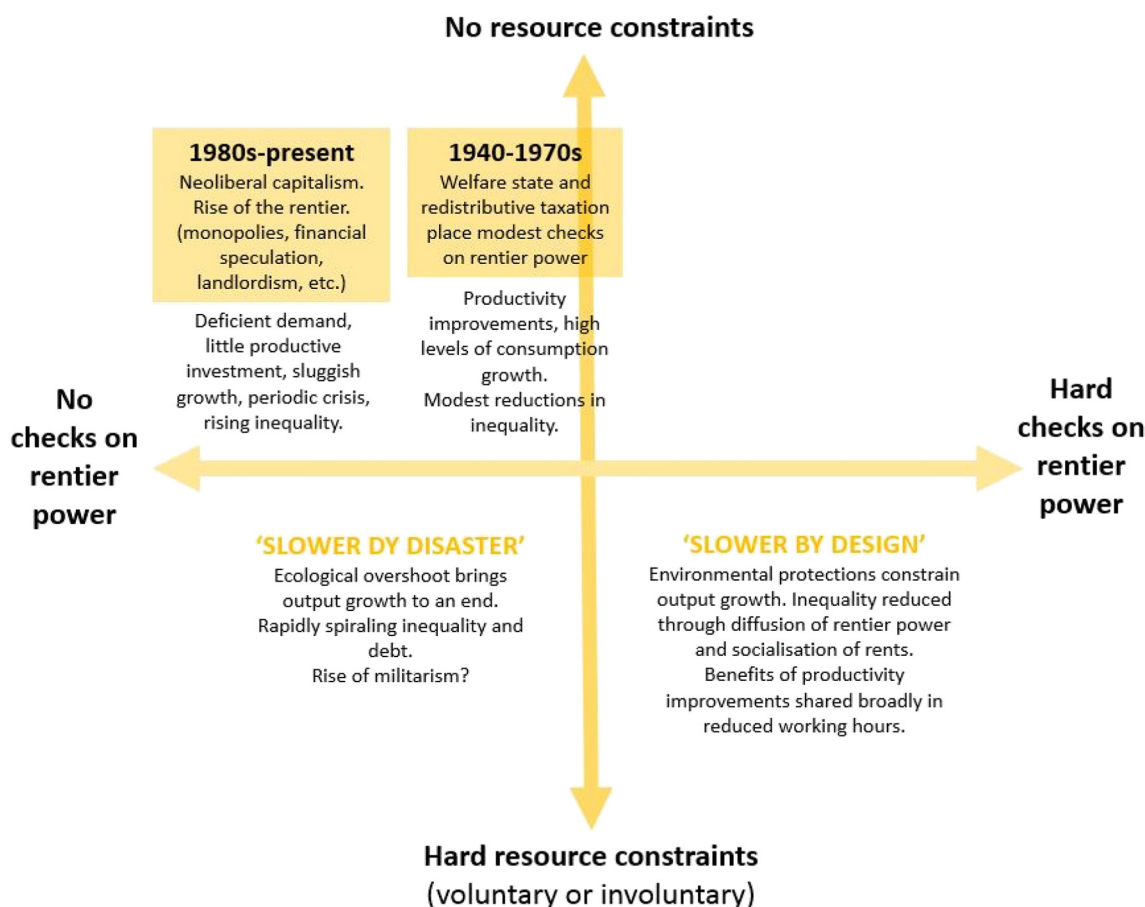 No resource constraints
1980s-present
Neoliberal capitalism.
Rise of the rentier.
(monopolies, financial
speculation,
landlordism, etc.)
Deficient demand,
little productive
investment, sluggish
growth, periodic crisis,
rising inequality.
1940-1970s
Welfare state and
redistributive taxation
place modest checks
on rentier power
Productivity
improvements, high
levels of consumption
growth.
Modest reductions in
inequality.
No
checks on
rentier
power
Hard
checks on
rentier
power
‘SLOWER DY DISASTER’
Ecological overshoot brings
output growth to an end.
Rapidly spiraling inequality and
debt.
Rise of militarism?
‘SLOWER BY DESIGN’
Environmental protections constrain
output growth. Inequality reduced
through diffusion of rentier power
and socialisation of rents.
Benefits of productivity
improvements shared broadly in
reduced working hours.
Hard resource constraints
(voluntary or involuntary)